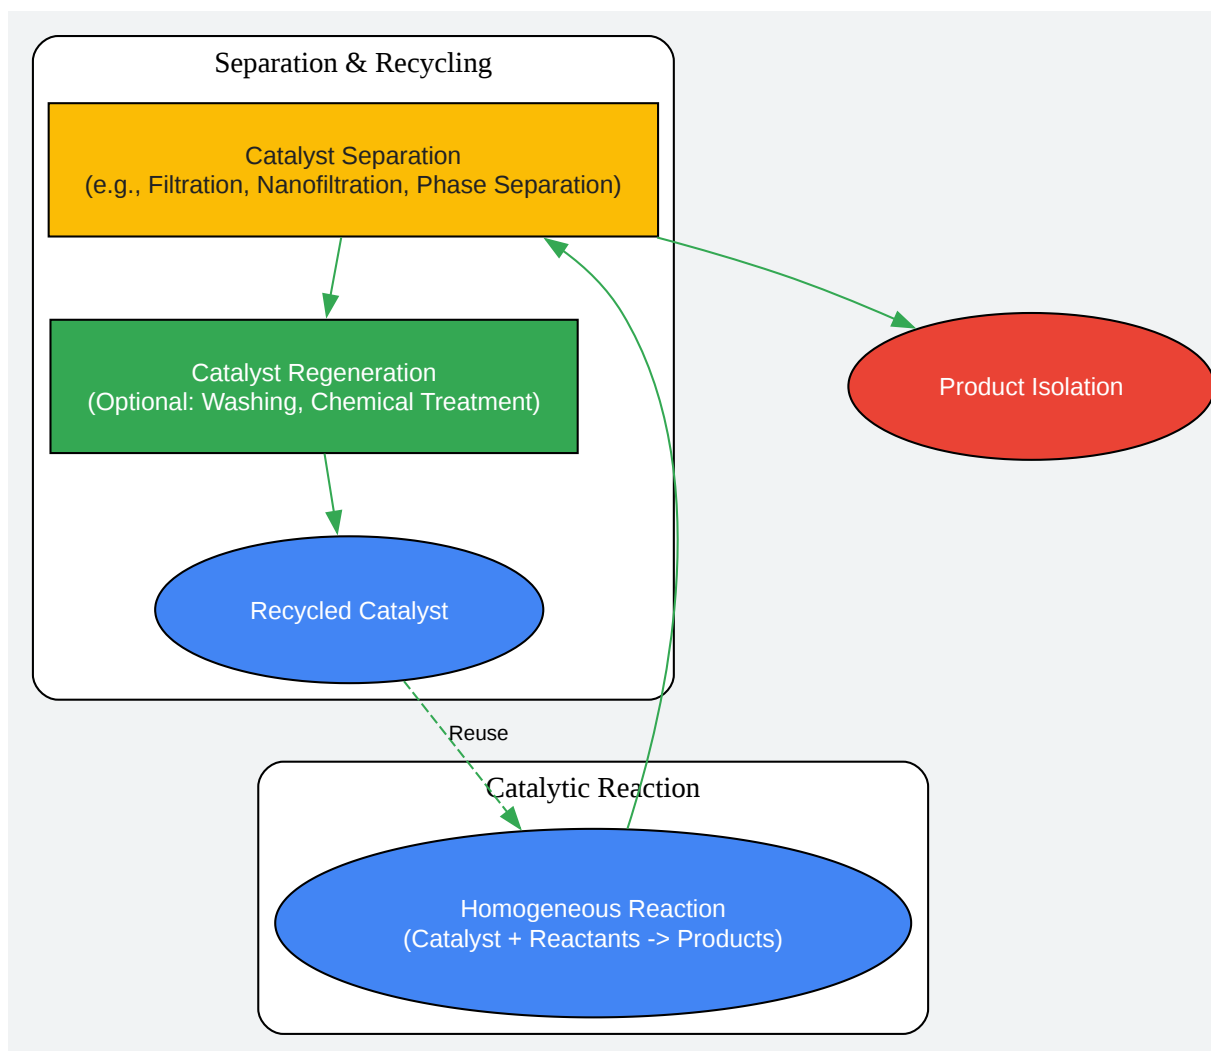 Separation & Recycling
Catalyst Separation
(e.g., Filtration, Nanofiltration, Phase Separation)
Catalyst Regeneration
(Optional: Washing, Chemical Treatment)
Product Isolation
Recycled Catalyst
Reuse
Catalytic Reaction
Homogeneous Reaction
(Catalyst + Reactants -> Products)